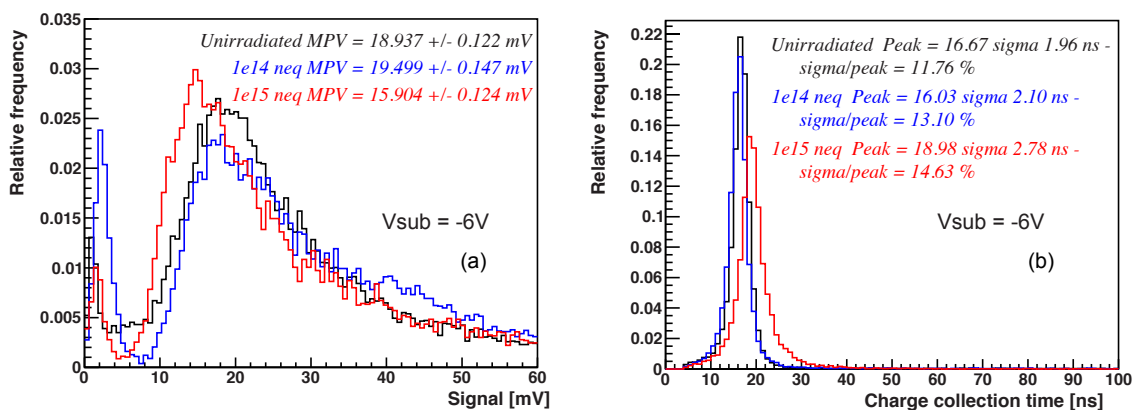 0.035
0.03
0.025
0.02
0.015
0.01
0.005
0
Relative frequency
Unirradiated MPV = 18.937 +/- 0.122 mV
1e14 neq MPV = 19.499 +/- 0.147 mV
1e15 neq MPV = 15.904 +/- 0.124 mV
Vsub = -6V
(a)
0 10 20 30 40 50 60
Signal [mV]
0.22
0.2
0.18
0.16
0.14
0.12
0.1
0.08
0.06
0.04
0.02
0
Relative frequency
Unirradiated Peak = 16.67 sigma 1.96 ns -
sigma/peak = 11.76 %
1e14 neq Peak = 16.03 sigma 2.10 ns -
sigma/peak = 13.10 %
1e15 neq Peak = 18.98 sigma 2.78 ns -
sigma/peak = 14.63 %
Vsub = -6V
(b)
0 10 20 30 40 50 60 70 80 90 100
Charge collection time [ns]